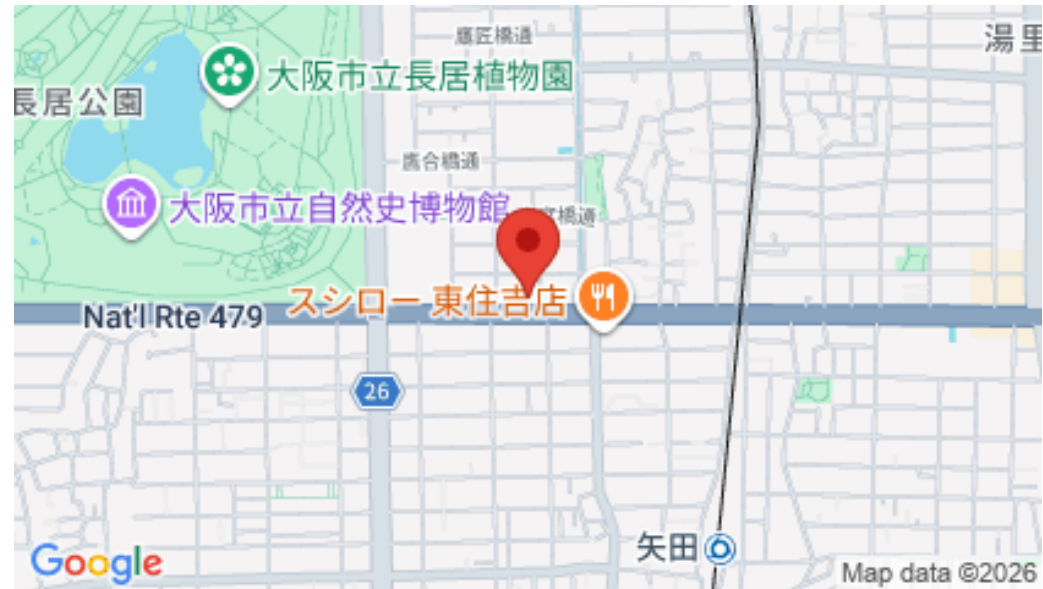 鷹匠橋通
湯里
大阪市立長居植物園
長居公園
鷹合橋通
大阪市立自然史博物館
橋通
スシロー 東住吉店
Nat'l Rte 479
26
矢田
Google
Map data ©2026